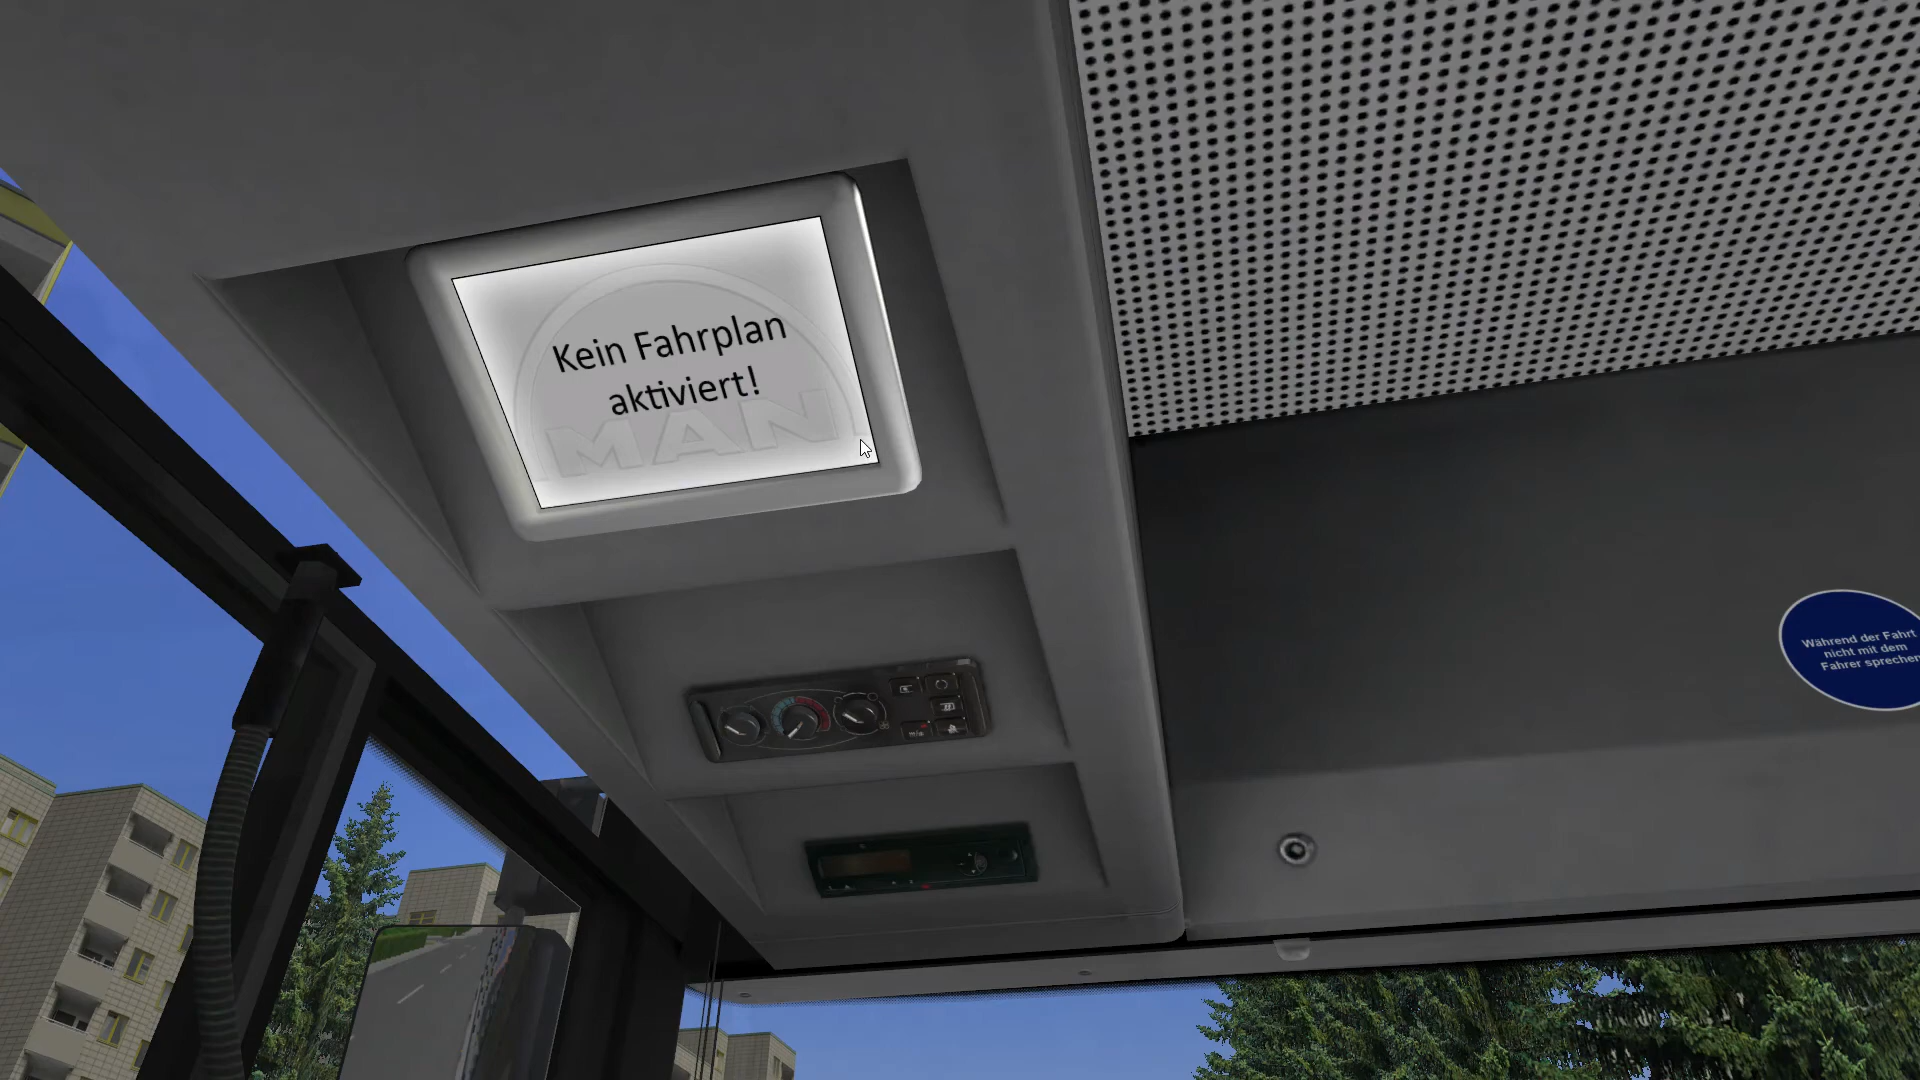 Kein Fahrplan
aktiviert!
MAN
Während der Fahrt
nicht mit dem
Fahrer sprechen